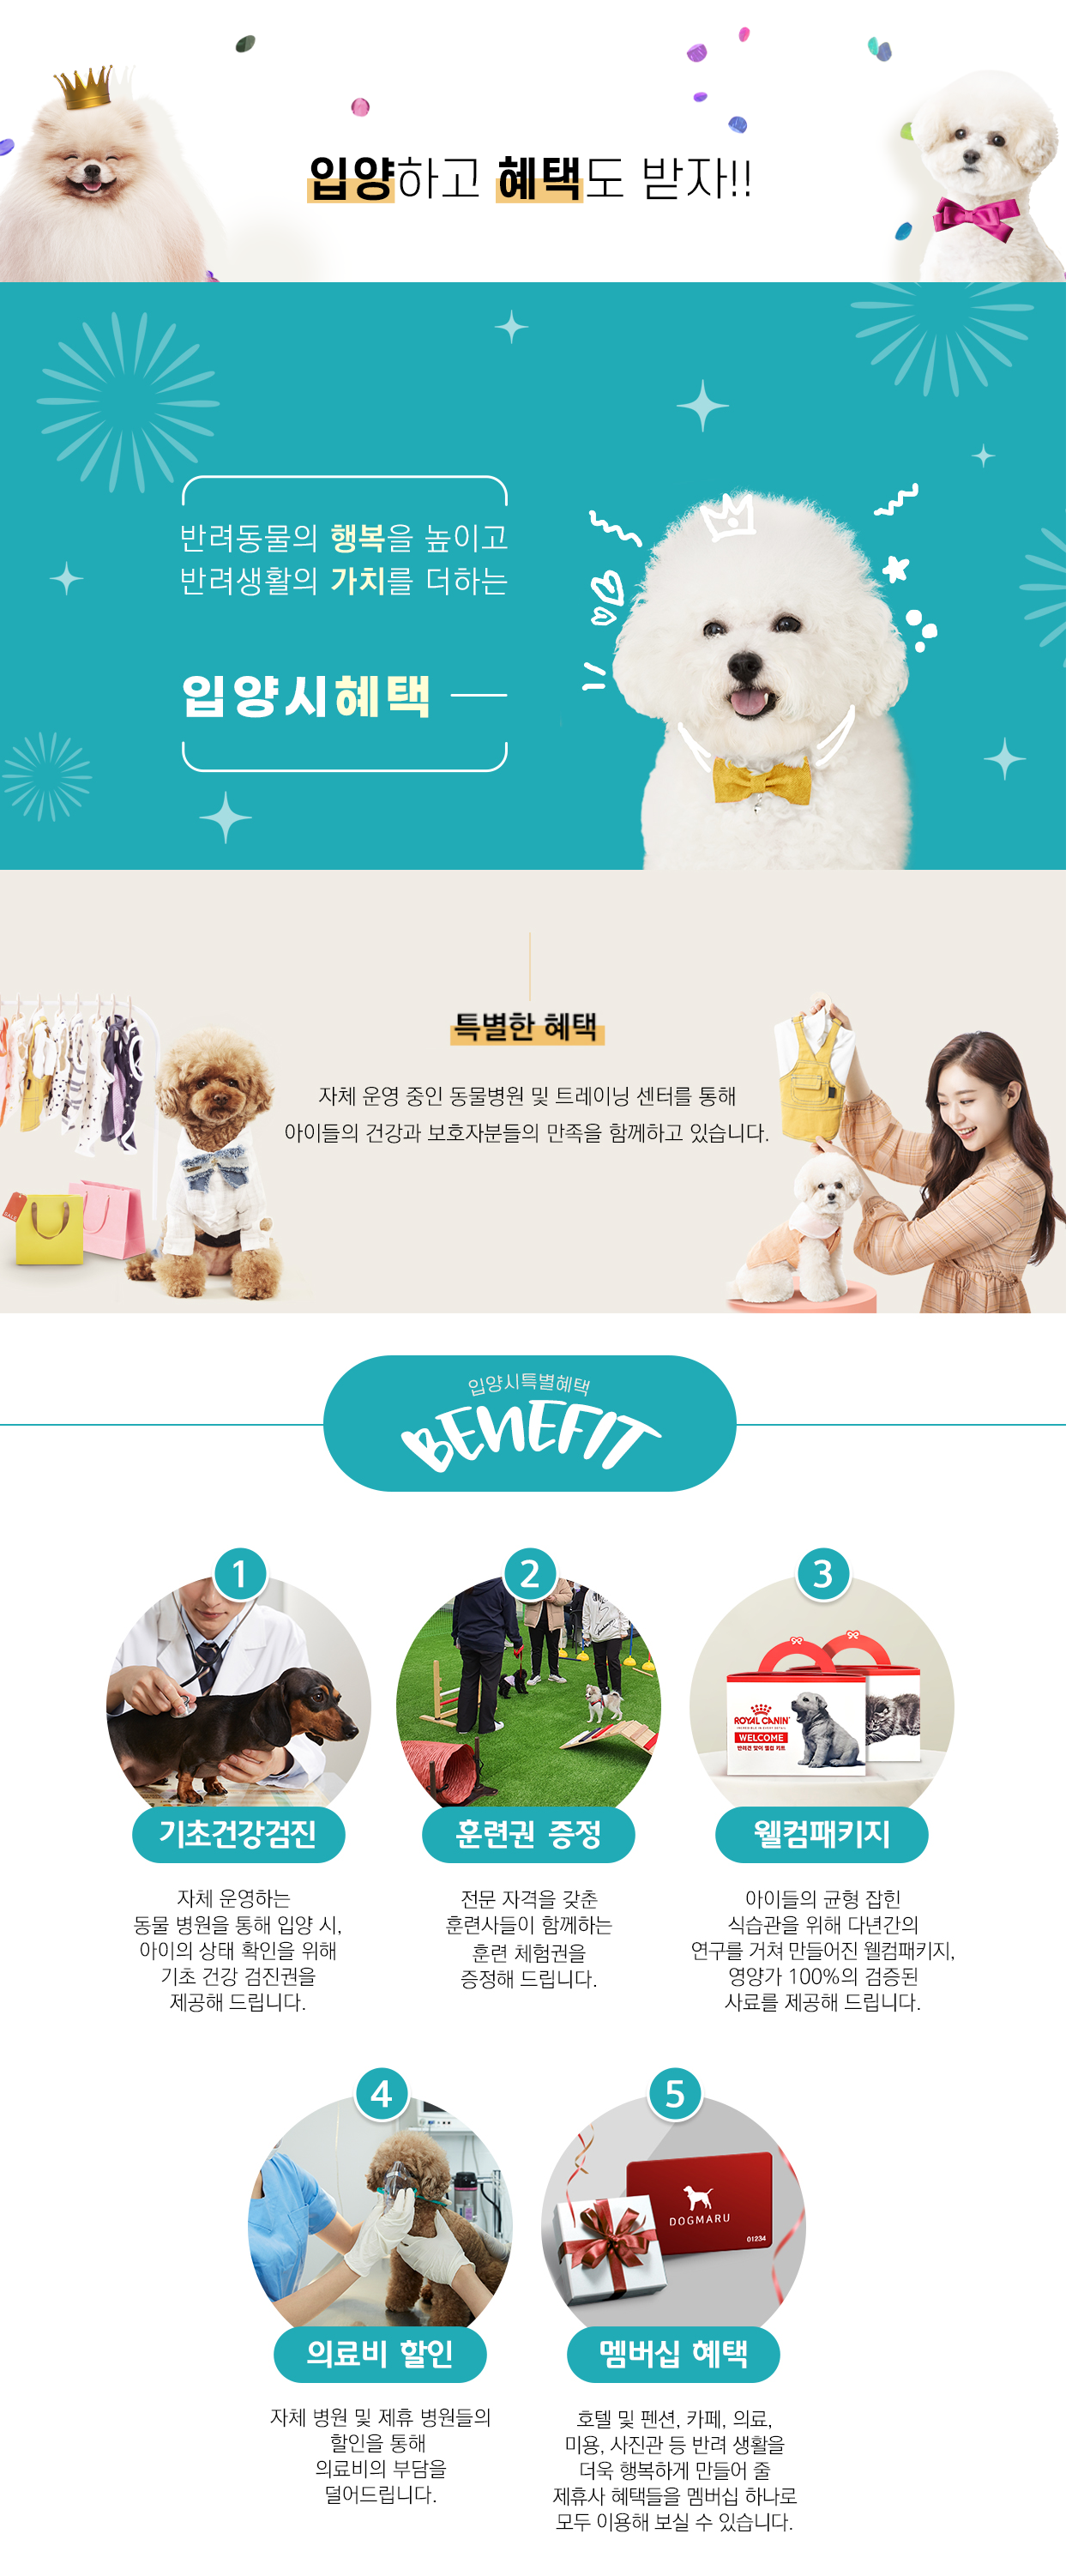 입양하고 혜택도 받자!!
반려동물의 행복을 높이고
반려생활의 가치를 더하는
입양시혜택
특별한 혜택
자체 운영 중인 동물병원 및 트레이닝 센터를 통해
아이들의 건강과 보호자분들의 만족을 함께하고 있습니다.
SALE
입양시특별혜택
BENEFIT
1
2
3
ROYAL CANIN
INCREDIBLE IN EVERY DETAIL
WELCOME
반려견 맞이 웰컴 키트
기초건강검진
훈련권 증정
웰컴패키지
자체 운영하는
동물 병원을 통해 입양 시,
아이의 상태 확인을 위해
기초 건강 검진권을
제공해 드립니다.
전문 자격을 갖춘
훈련사들이 함께하는
훈련 체험권을
증정해 드립니다.
아이들의 균형 잡힌
식습관을 위해 다년간의
연구를 거쳐 만들어진 웰컴패키지,
영양가 100%의 검증된
사료를 제공해 드립니다.
4
5
DOGMARU
01234
의료비 할인
멤버십 혜택
자체 병원 및 제휴 병원들의
할인을 통해
의료비의 부담을
덜어드립니다.
호텔 및 펜션, 카페, 의료,
미용, 사진관 등 반려 생활을
더욱 행복하게 만들어 줄
제휴사 혜택들을 멤버십 하나로
모두 이용해 보실 수 있습니다.